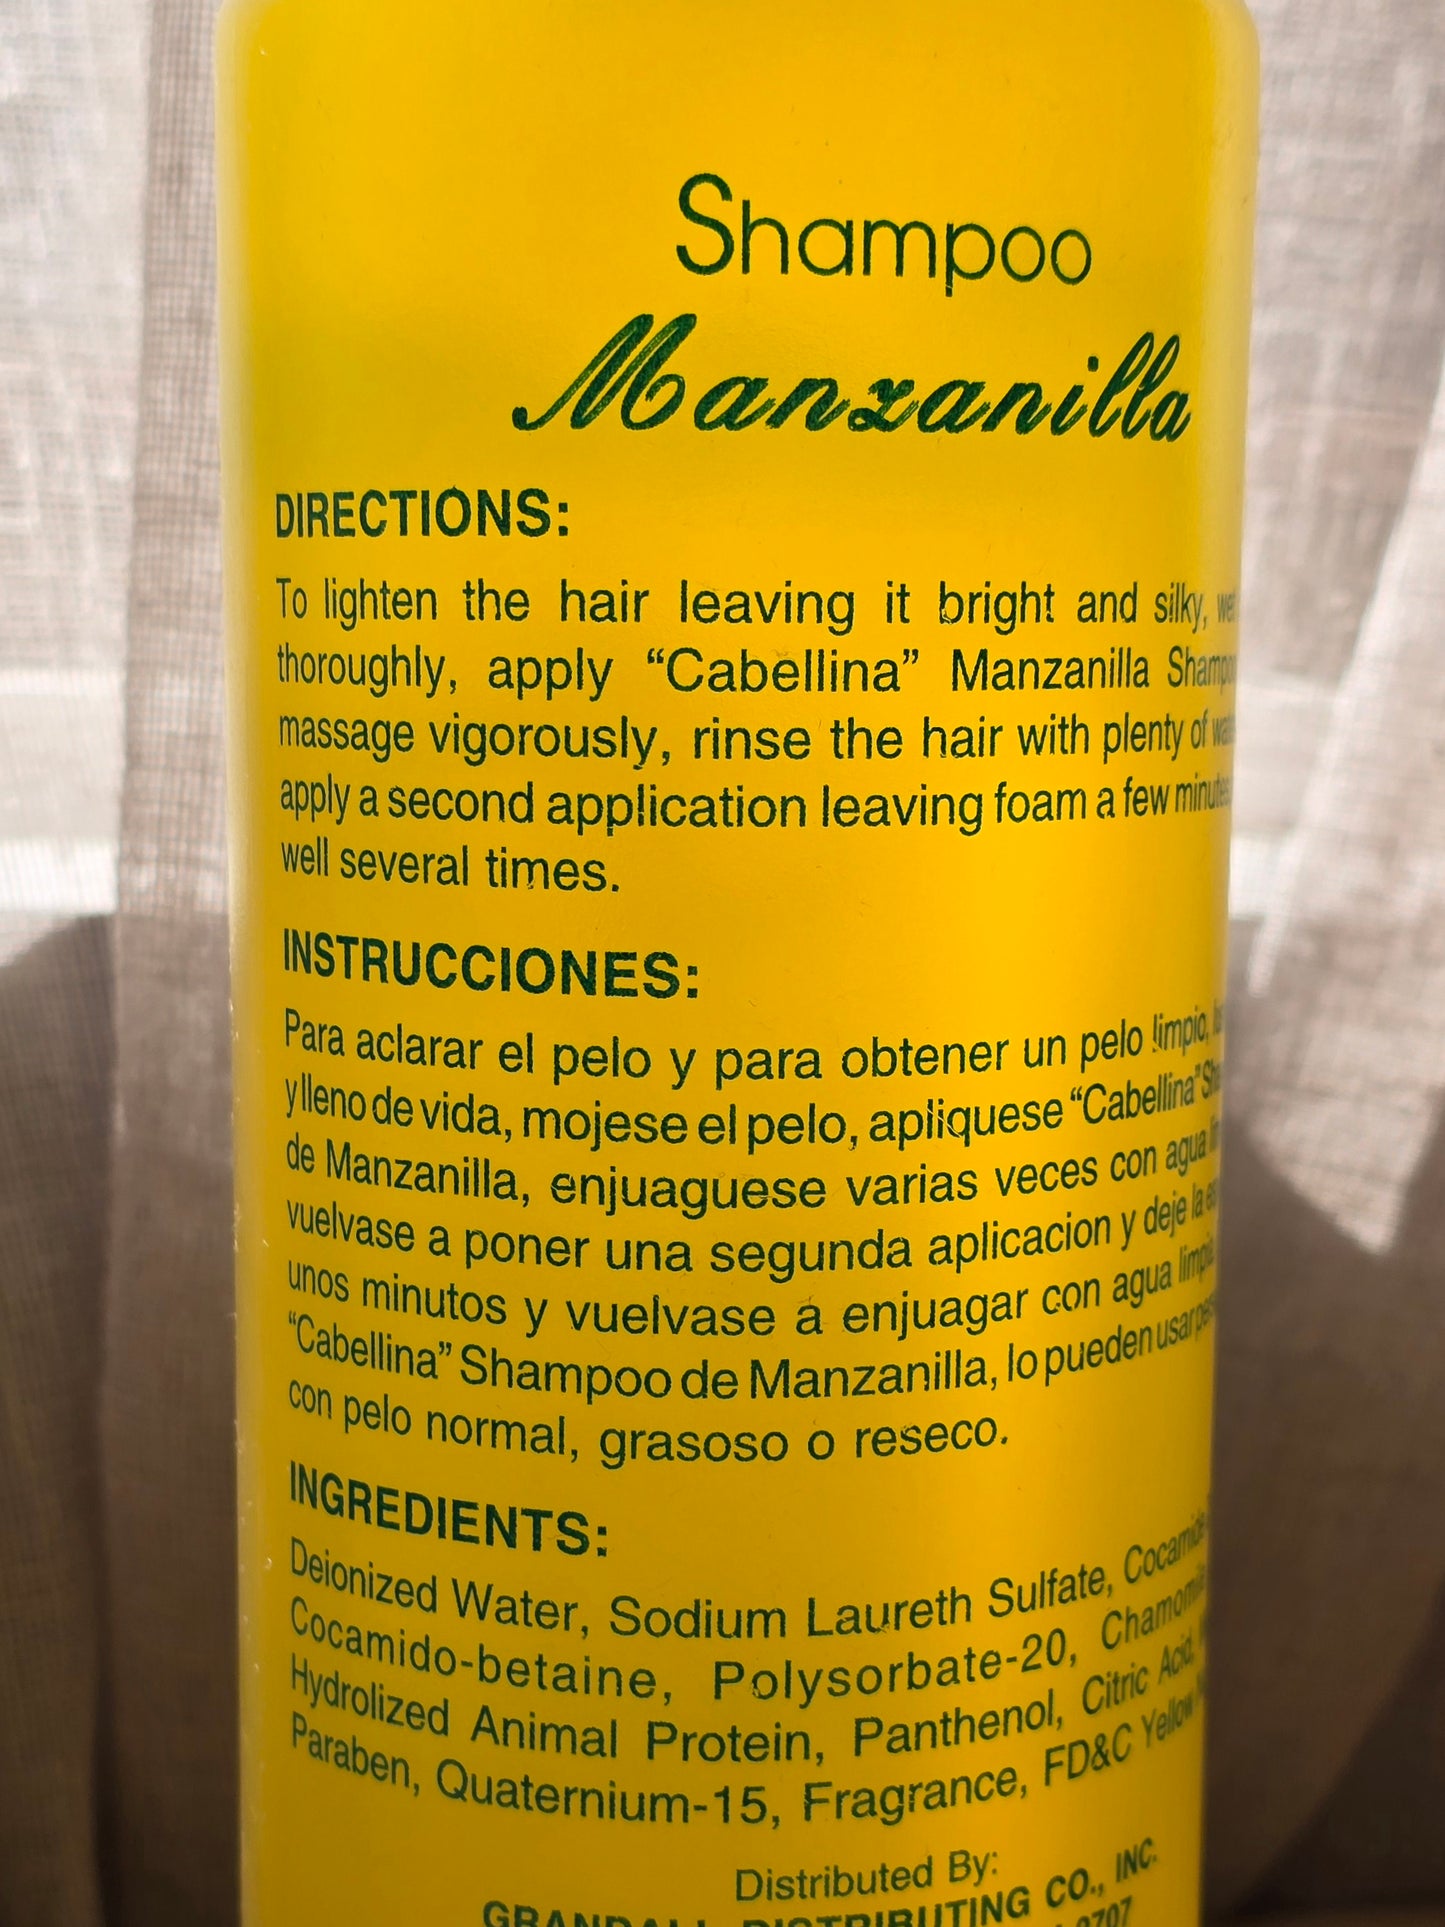 Shampoo
Manzanilla
DIRECTIONS:
To lighten the hair leaving it bright and silky,
thoroughly, apply “Cabellina” Manzanilla
massage vigorously, rinse the hair with plenty of
apply a second application leaving foam a few
well several times.
INSTRUCCIONES:
Para aclarar el pelo y para obtener un pelo limpio,
y lleno de vida, mojese el pelo, apliquese “Cabellina”
de Manzanilla, enjuaguese varias veces con agua
vuelvase a poner una segunda aplicacion y deje la
unos minutos y vuelvase a enjuagar con agua
“Cabellina” Shampoo de Manzanilla, lo pueden usar
con pelo normal, grasoso o reseco.
INGREDIENTS:
Deionized Water, Sodium Laureth Sulfate, Cocamide
Cocamido-betaine, Polysorbate-20, Chamomile
Hydrolized Animal Protein, Panthenol, Citric Acid,
Paraben, Quaternium-15, Fragrance, FD&C Yellow
Distributed By:
GRANDALL DISTRIBUTING CO., INC.